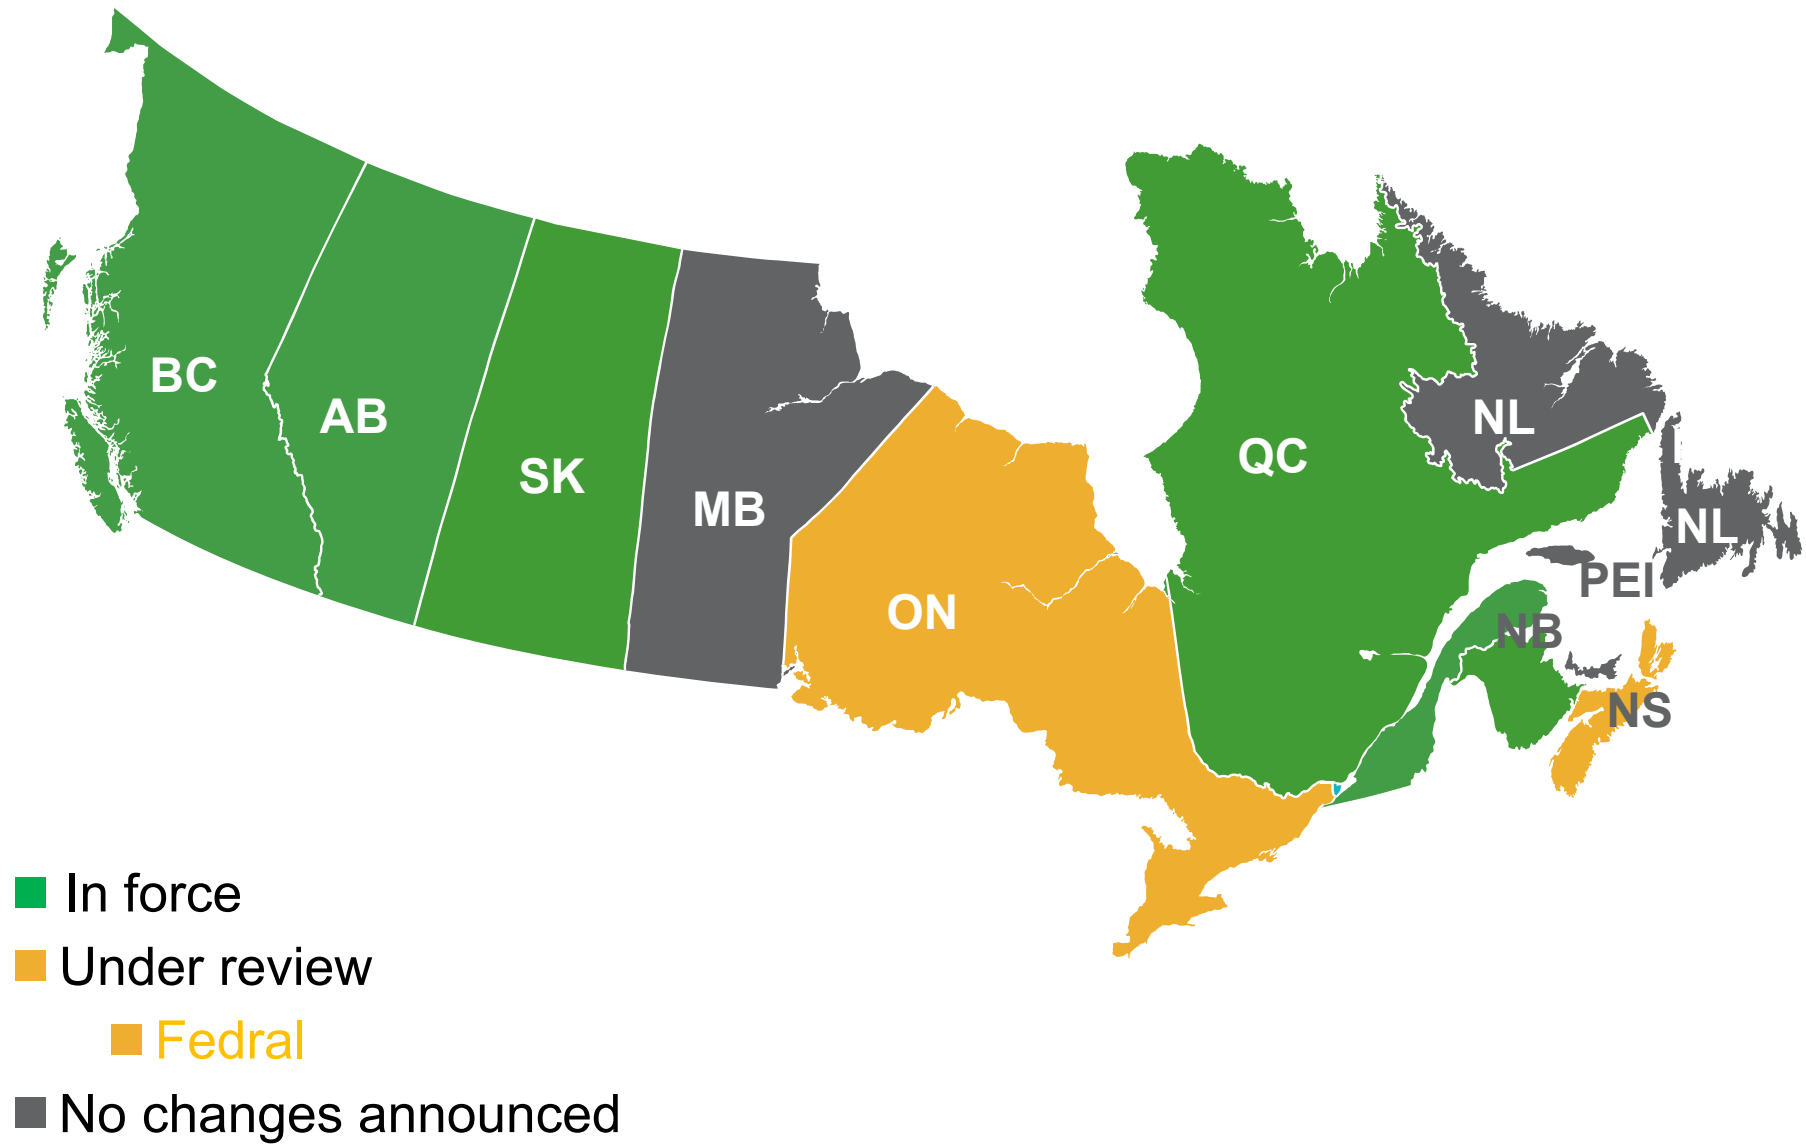 BC
AB
SK
MB
ON
QC
NL
NL
PEI
NB
NS
In force
Under review
Fedral
No changes announced